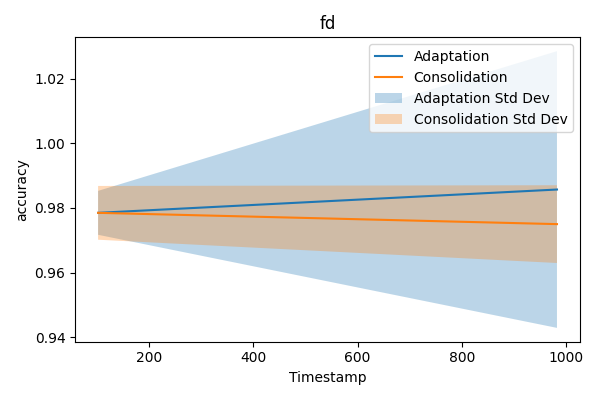 fd
Adaptation
Consolidation
Adaptation Std Dev
Consolidation Std Dev
accuracy
1.02
1.00
0.98
0.96
0.94
200
400
600
800
1000
Timestamp